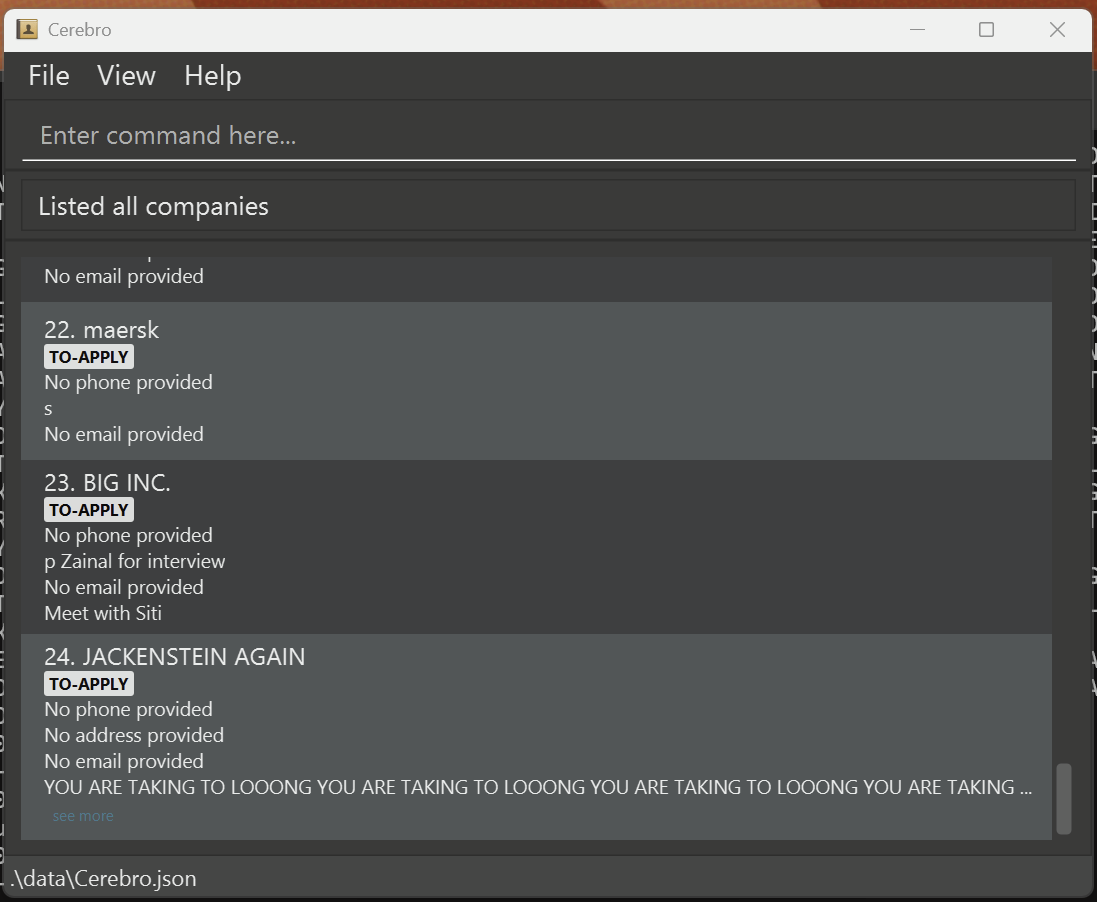 Cerebro
File View Help
Enter command here...
Listed all companies
No email provided
22. maersk
TO-APPLY
No phone provided
s
No email provided
23. BIG INC.
TO-APPLY
No phone provided
p Zainal for interview
No email provided
Meet with Siti
24. JACKENSTEIN AGAIN
TO-APPLY
No phone provided
No address provided
No email provided
YOU ARE TAKING TO LOOONG YOU ARE TAKING TO LOOONG YOU ARE TAKING TO LOOONG YOU ARE TAKING ...
see more
.\data\Cerebro.json